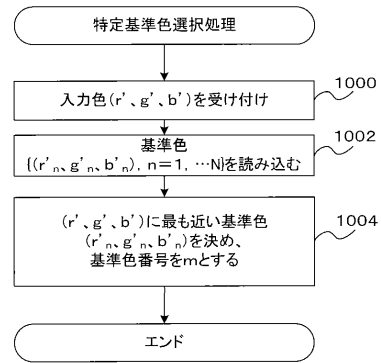 特定基準色選択処理
入力色(r'、g'、b')を受け付け
1000
基準色
{(r'n、g'n、b'n), n=1, …N}を読み込む
1002
(r'、g'、b')に最も近い基準色
(r'n、g'n、b'n)を決め、
基準色番号をmとする
1004
エンド